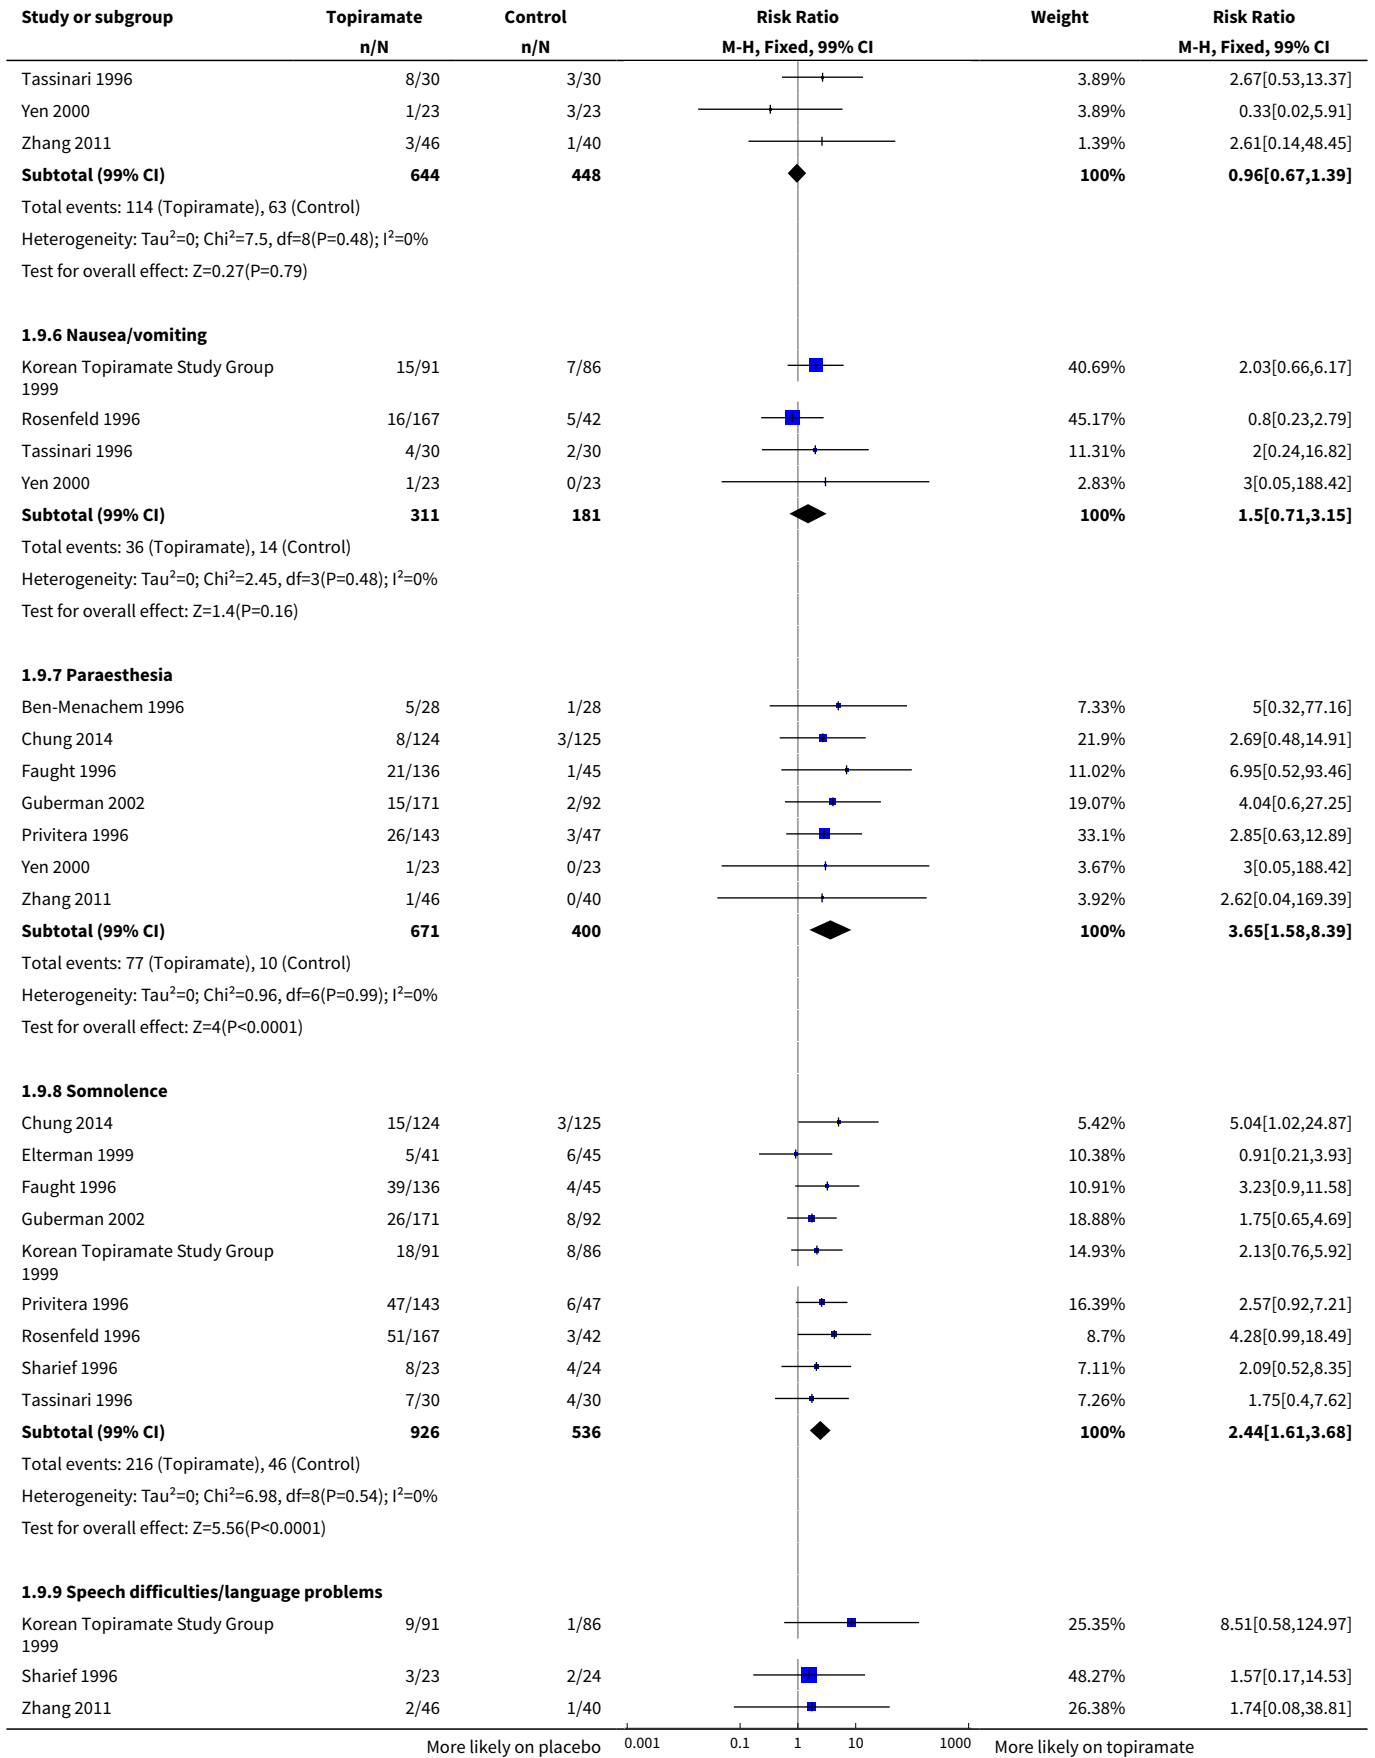 Study or subgroup Topiramate Control Risk Ratio Weight Risk Ratio
n/N n/N M-H, Fixed, 99% CI M-H, Fixed, 99% CI
Tassinari 1996 8/30 3/30 3.89% 2.67[0.53,13.37]
Yen 2000 1/23 3/23 3.89% 0.33[0.02,5.91]
Zhang 2011 3/46 1/40 1.39% 2.61[0.14,48.45]
Subtotal (99% CI) 644 448 100% 0.96[0.67,1.39]
Total events: 114 (Topiramate), 63 (Control)
Heterogeneity: Tau²=0; Chi²=7.5, df=8(P=0.48); I²=0%
Test for overall effect: Z=0.27(P=0.79)
1.9.6 Nausea/vomiting
Korean Topiramate Study Group 15/91 7/86 40.69% 2.03[0.66,6.17]
1999
Rosenfeld 1996 16/167 5/42 45.17% 0.8[0.23,2.79]
Tassinari 1996 4/30 2/30 11.31% 2[0.24,16.82]
Yen 2000 1/23 0/23 2.83% 3[0.05,188.42]
Subtotal (99% CI) 311 181 100% 1.5[0.71,3.15]
Total events: 36 (Topiramate), 14 (Control)
Heterogeneity: Tau²=0; Chi²=2.45, df=3(P=0.48); I²=0%
Test for overall effect: Z=1.4(P=0.16)
1.9.7 Paraesthesia
Ben-Menachem 1996 5/28 1/28 7.33% 5[0.32,77.16]
Chung 2014 8/124 3/125 21.9% 2.69[0.48,14.91]
Faught 1996 21/136 1/45 11.02% 6.95[0.52,93.46]
Guberman 2002 15/171 2/92 19.07% 4.04[0.6,27.25]
Privitera 1996 26/143 3/47 33.1% 2.85[0.63,12.89]
Yen 2000 1/23 0/23 3.67% 3[0.05,188.42]
Zhang 2011 1/46 0/40 3.92% 2.62[0.04,169.39]
Subtotal (99% CI) 671 400 100% 3.65[1.58,8.39]
Total events: 77 (Topiramate), 10 (Control)
Heterogeneity: Tau²=0; Chi²=0.96, df=6(P=0.99); I²=0%
Test for overall effect: Z=4(P<0.0001)
1.9.8 Somnolence
Chung 2014 15/124 3/125 5.42% 5.04[1.02,24.87]
Elterman 1999 5/41 6/45 10.38% 0.91[0.21,3.93]
Faught 1996 39/136 4/45 10.91% 3.23[0.9,11.58]
Guberman 2002 26/171 8/92 18.88% 1.75[0.65,4.69]
Korean Topiramate Study Group 18/91 8/86 14.93% 2.13[0.76,5.92]
1999
Privitera 1996 47/143 6/47 16.39% 2.57[0.92,7.21]
Rosenfeld 1996 51/167 3/42 8.7% 4.28[0.99,18.49]
Sharief 1996 8/23 4/24 7.11% 2.09[0.52,8.35]
Tassinari 1996 7/30 4/30 7.26% 1.75[0.4,7.62]
Subtotal (99% CI) 926 536 100% 2.44[1.61,3.68]
Total events: 216 (Topiramate), 46 (Control)
Heterogeneity: Tau²=0; Chi²=6.98, df=8(P=0.54); I²=0%
Test for overall effect: Z=5.56(P<0.0001)
1.9.9 Speech difficulties/language problems
Korean Topiramate Study Group 9/91 1/86 25.35% 8.51[0.58,124.97]
1999
Sharief 1996 3/23 2/24 48.27% 1.57[0.17,14.53]
Zhang 2011 2/46 1/40 26.38% 1.74[0.08,38.81]
More likely on placebo 0.001 0.1 1 10 1000 More likely on topiramate